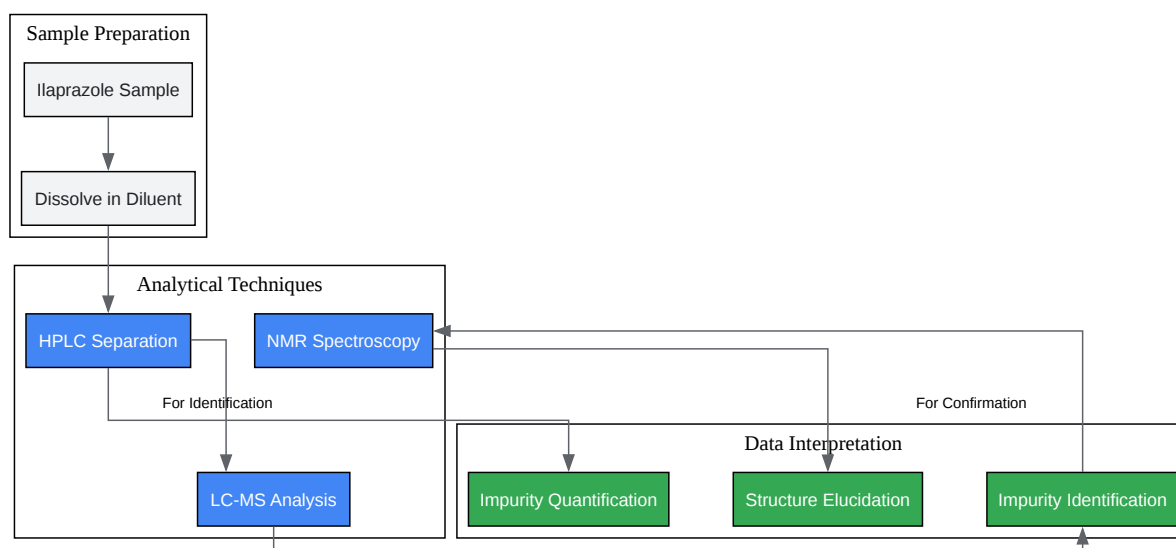 Sample Preparation
Ilaprazole Sample
Dissolve in Diluent
Analytical Techniques
HPLC Separation
NMR Spectroscopy
For Identification
For Confirmation
Data Interpretation
LC-MS Analysis
Impurity Quantification
Structure Elucidation
Impurity Identification